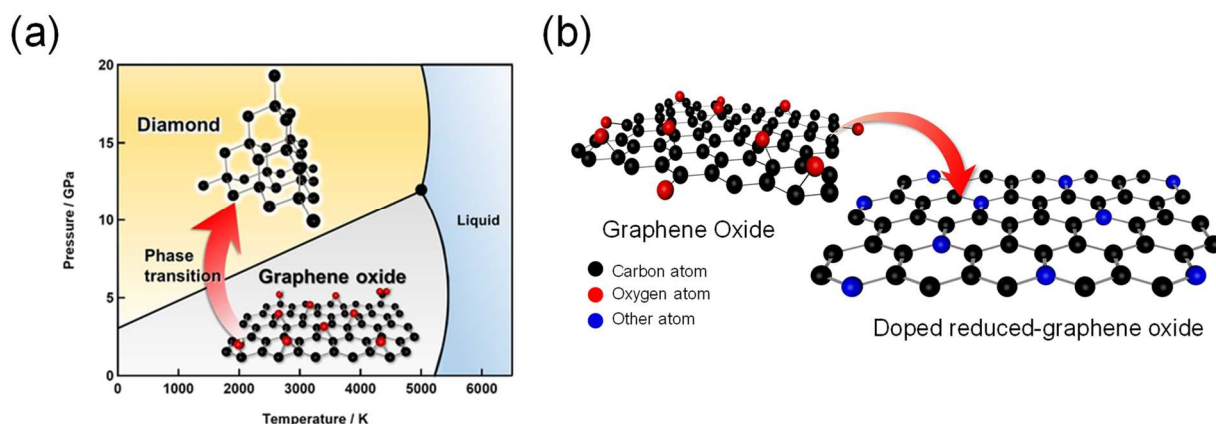 (a)
20
15
10
5
0
Pressure / GPa
Diamond
Phase
transition
Graphene oxide
Liquid
0 1000 2000 3000 4000 5000 6000
Temperature / K
(b)
Graphene Oxide
Carbon atom
Oxygen atom
Other atom
Doped reduced-graphene oxide